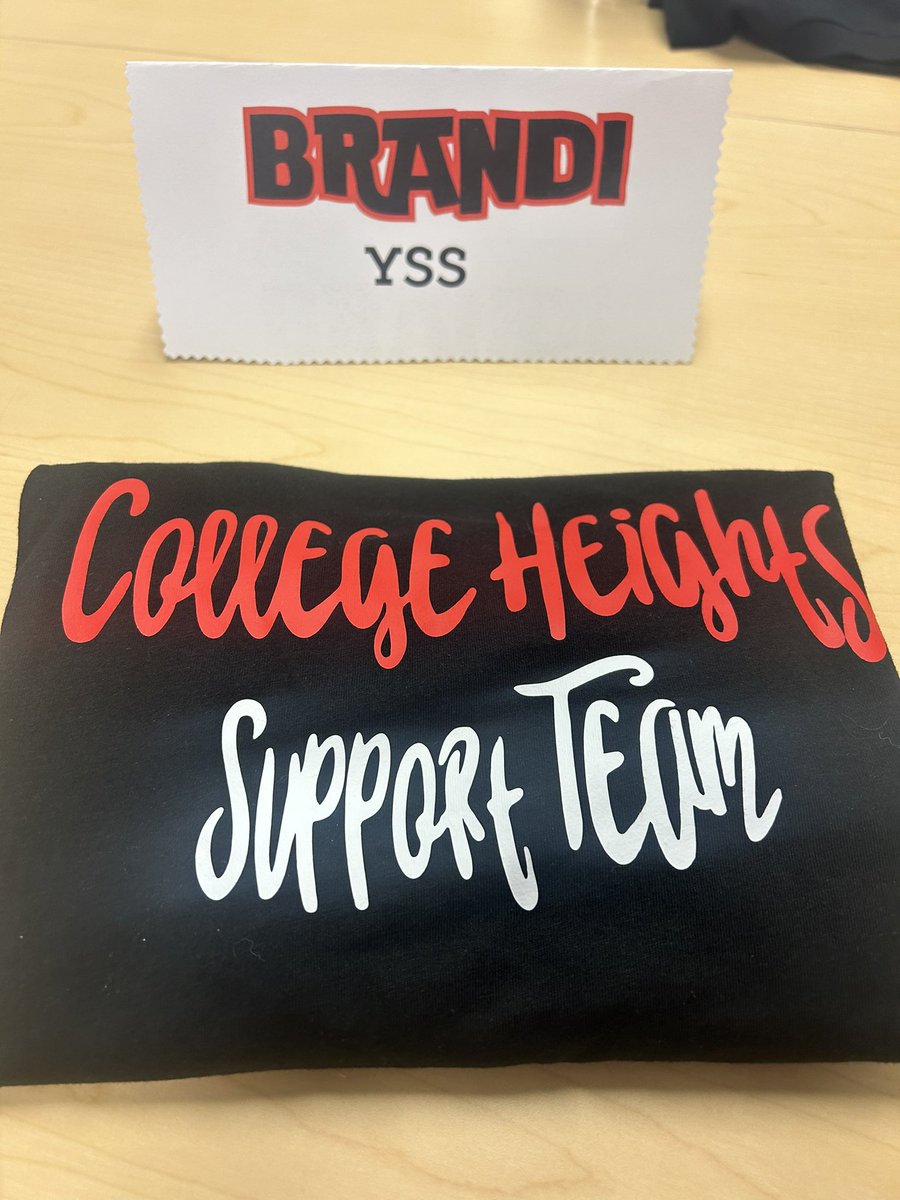 BRANDI
YSS
College Heights
Support Team